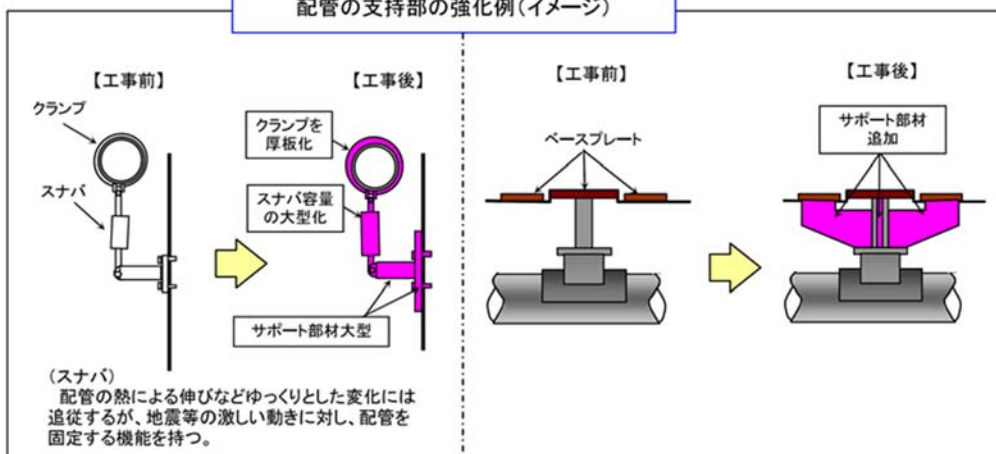 配管の支持部の強化例(イメージ)
【工事前】
クランプ
スナバ
【工事後】
クランプを
厚板化
スナバ容量
の大型化
サポート部材大型
(スナバ)
配管の熱による伸びなどゆっくりとした変化には
追従するが、地震等の激しい動きに対し、配管を
固定する機能を持つ。
【工事前】
ベースプレート
【工事後】
サポート部材
追加